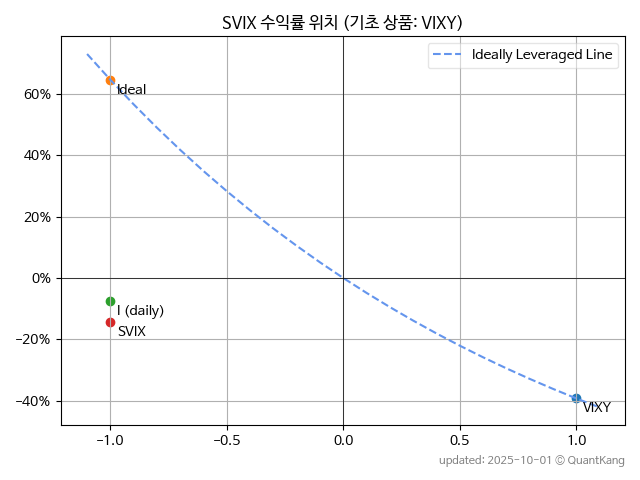 SVIX 수익률 위치 (기초 상품: VIXY)
Ideally Leveraged Line
60%
40%
20%
0%
−20%
−40%
Ideal
I (daily)
SVIX
VIXY
−1.0
−0.5
0.0
0.5
1.0
updated: 2025-10-01 © QuantKang